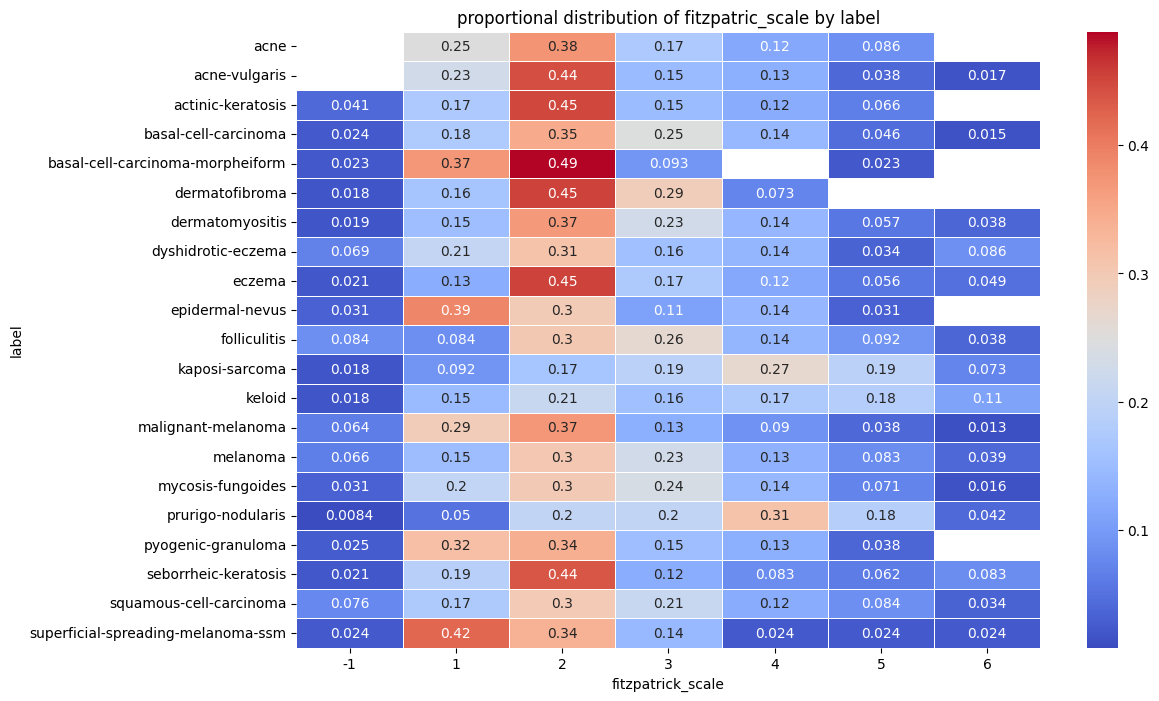 proportional distribution of fitzpatric_scale by label
label
acne 0.25 0.38 0.17 0.12 0.086
acne-vulgaris 0.23 0.44 0.15 0.13 0.038 0.017
actinic-keratosis 0.041 0.17 0.45 0.15 0.12 0.066
basal-cell-carcinoma 0.024 0.18 0.35 0.25 0.14 0.046 0.015
basal-cell-carcinoma-morpheiform 0.023 0.37 0.49 0.093 0.023
dermatofibroma 0.018 0.16 0.45 0.29 0.073
dermatomyositis 0.019 0.15 0.37 0.23 0.14 0.057 0.038
dyshidrotic-eczema 0.069 0.21 0.31 0.16 0.14 0.034 0.086
eczema 0.021 0.13 0.45 0.17 0.12 0.056 0.049
epidermal-nevus 0.031 0.39 0.3 0.11 0.14 0.031
folliculitis 0.084 0.084 0.3 0.26 0.14 0.092 0.038
kaposi-sarcoma 0.018 0.092 0.17 0.19 0.27 0.19 0.073
keloid 0.018 0.15 0.21 0.16 0.17 0.18 0.11
malignant-melanoma 0.064 0.29 0.37 0.13 0.09 0.038 0.013
melanoma 0.066 0.15 0.3 0.23 0.13 0.083 0.039
mycosis-fungoides 0.031 0.2 0.3 0.24 0.14 0.071 0.016
prurigo-nodularis 0.0084 0.05 0.2 0.2 0.31 0.18 0.042
pyogenic-granuloma 0.025 0.32 0.34 0.15 0.13 0.038
seborrheic-keratosis 0.021 0.19 0.44 0.12 0.083 0.062 0.083
squamous-cell-carcinoma 0.076 0.17 0.3 0.21 0.12 0.084 0.034
superficial-spreading-melanoma-ssm 0.024 0.42 0.34 0.14 0.024 0.024 0.024
-1 1 2 3 4 5 6
fitzpatrick_scale
0.4
0.3
0.2
0.1